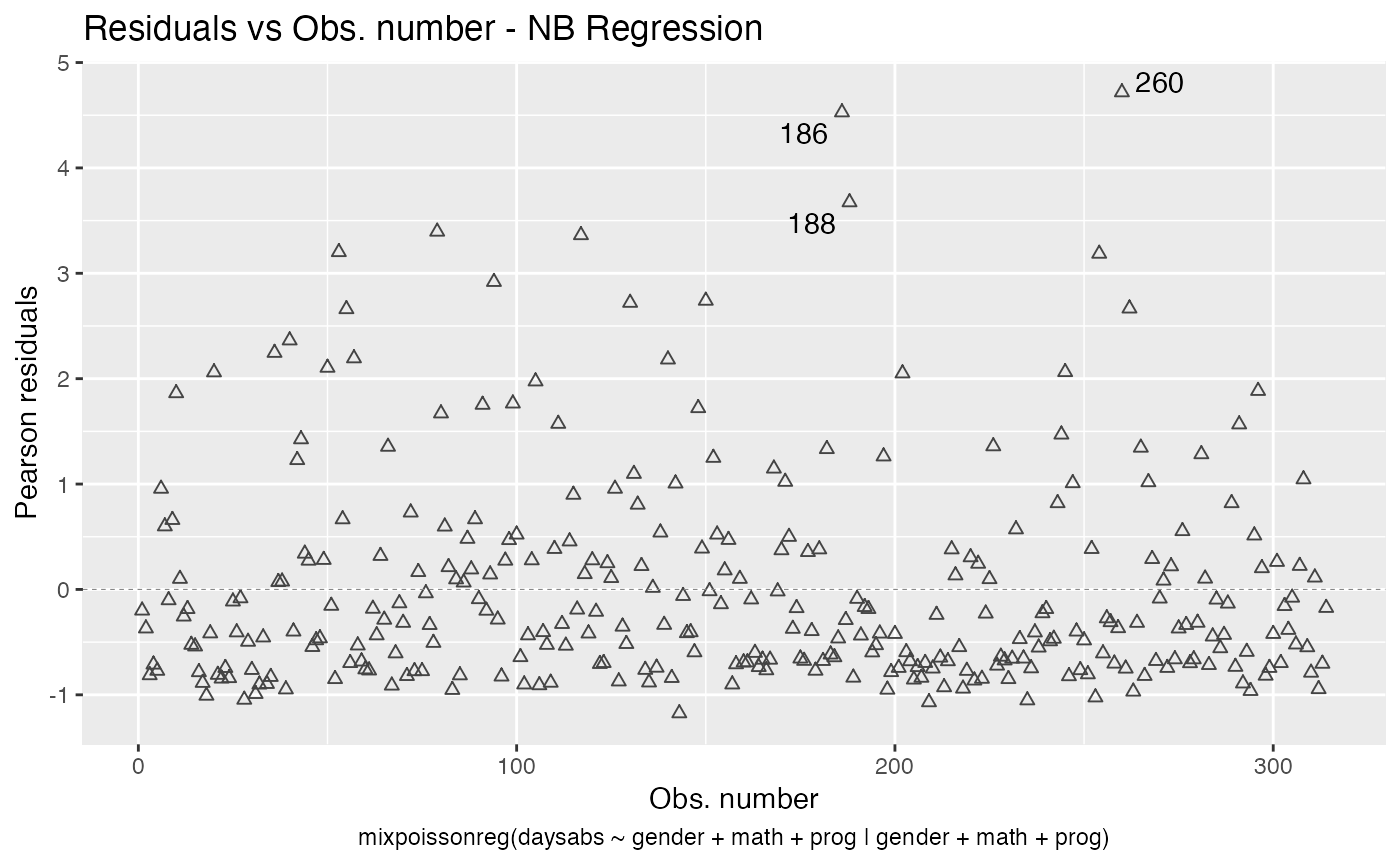 Residuals vs Obs. number - NB Regression
5
4
3
2
1
0
-1
Pearson residuals
260
186
188
0 100 200 300
Obs. number
mixpoissonreg(daysabs ~ gender + math + prog | gender + math + prog)